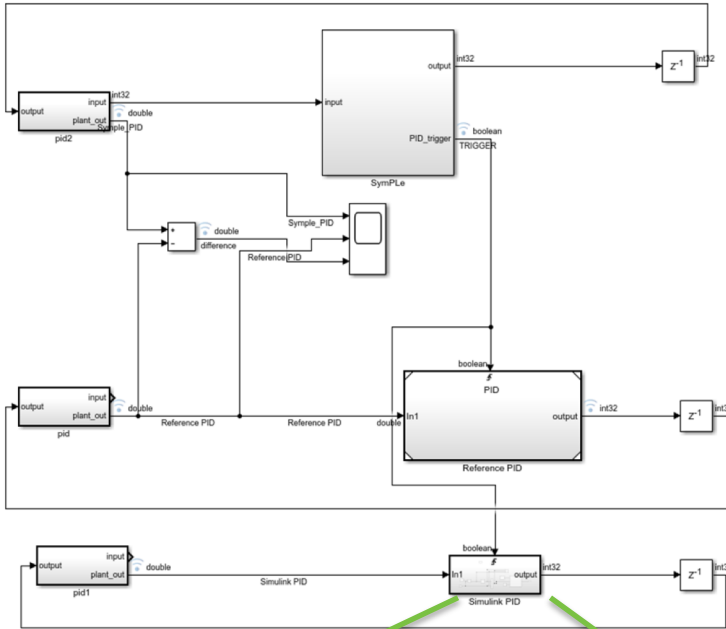 output
int32
z-1
int32
input
int32
double
output
plant_out
Symple_PID
pid2
input
PID_trigger
boolean
TRIGGER
SymPLe
+
−
double
difference
Symple_PID
Reference PID
boolean
PID
input
double
output
plant_out
Reference PID
Reference PID
double
In1
output
int32
z-1
pid
Reference PID
input
boolean
output
double
plant_out
Simulink PID
In1
output
int32
z-1
pid1
Simulink PID